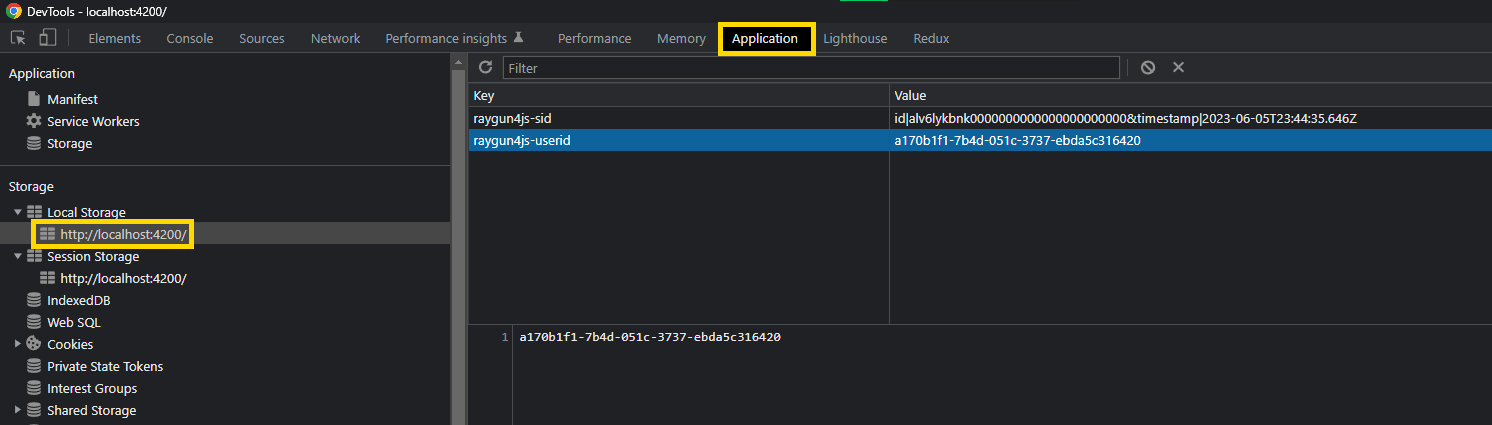 DevTools - localhost:4200/
Elements Console Sources Network Performance insights Performance Memory Application Lighthouse Redux
Application
Manifest
Service Workers
Storage
Storage
Local Storage
http://localhost:4200/
Session Storage
http://localhost:4200/
IndexedDB
Web SQL
Cookies
Private State Tokens
Interest Groups
Shared Storage
Filter
Key Value
raygun4js-sid id|alv6lykbnk0000000000000000000000&timestamp|2023-06-05T23:44:35.646Z
raygun4js-userid a170b1f1-7b4d-051c-3737-ebda5c316420
1 a170b1f1-7b4d-051c-3737-ebda5c316420